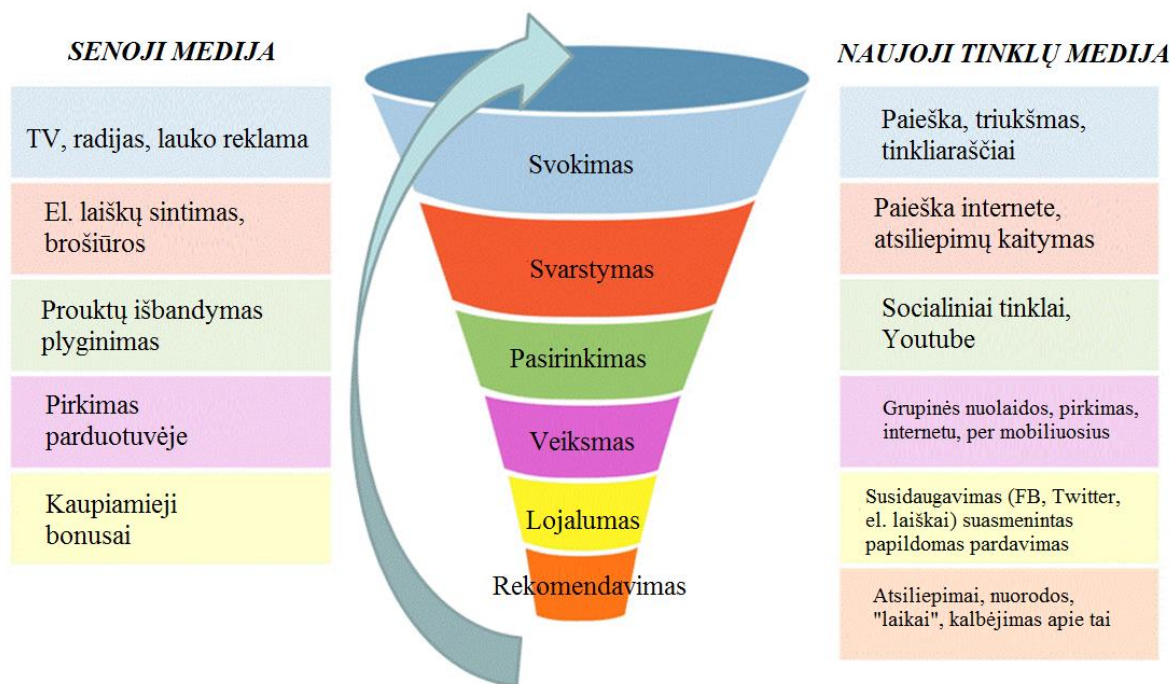 SENOJI MEDIJA
TV, radijas, lauko reklama
El. laiškų sintimas,
brošiūros
Prouktų išbandymas
plyginimas
Pirkimas
parduotuvėje
Kaupiamieji
bonusai
Svokimas
Svarstymas
Pasirinkimas
Veiksmas
Lojalumas
Rekomendavimas
NAUJOJI TINKLŲ MEDIJA
Paieška, triukšmas,
tinkliaraščiai
Paieška internete,
atsiliepimų kaitymas
Socialiniai tinklai,
Youtube
Grupinės nuolaidos, pirkimas,
internetu, per mobiliuosius
Susidaugavimas (FB, Twitter,
el. laiškai) suasmenintas
papildomas pardavimas
Atsiliepimai, nuorodos,
"laikai", kalbėjimas apie tai